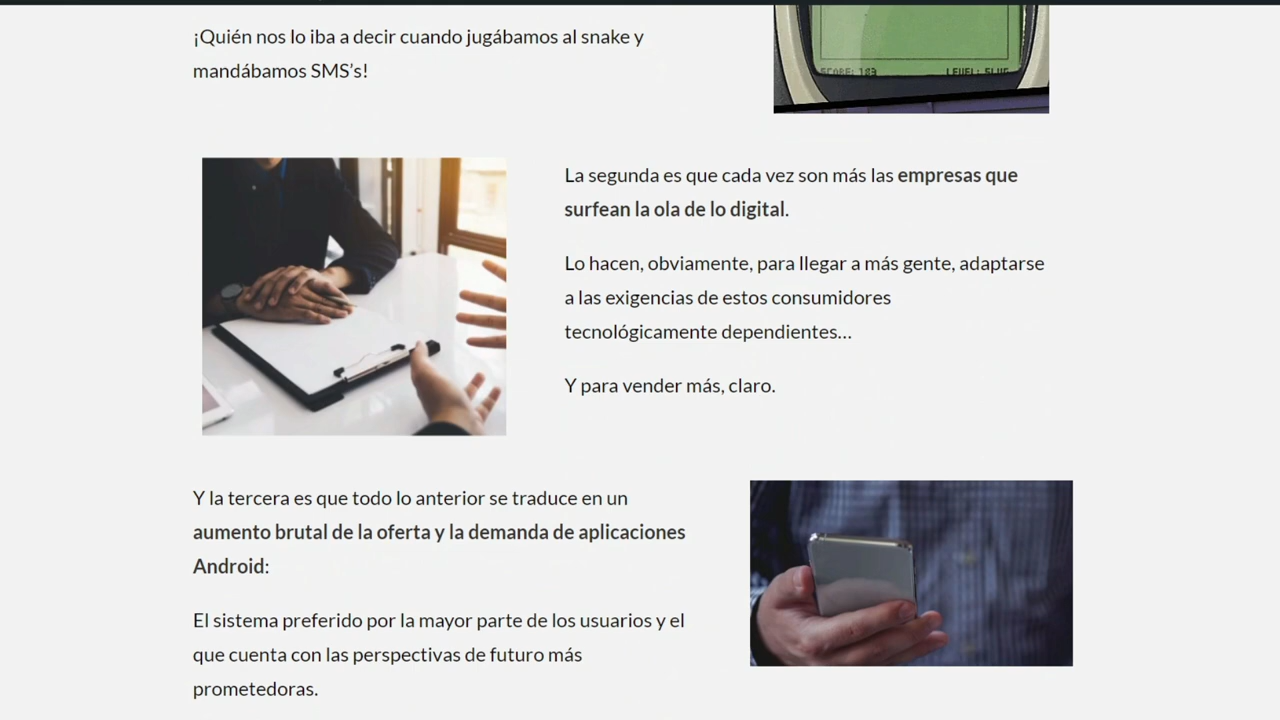 ¡Quién nos lo iba a decir cuando jugábamos al snake y
mandábamos SMS's!
SCORE: 183
LEVEL: SLUG
La segunda es que cada vez son más las empresas que
surfean la ola de lo digital.
Lo hacen, obviamente, para llegar a más gente, adaptarse
a las exigencias de estos consumidores
tecnológicamente dependientes…
Y para vender más, claro.
Y la tercera es que todo lo anterior se traduce en un
aumento brutal de la oferta y la demanda de aplicaciones
Android:
El sistema preferido por la mayor parte de los usuarios y el
que cuenta con las perspectivas de futuro más
prometedoras.